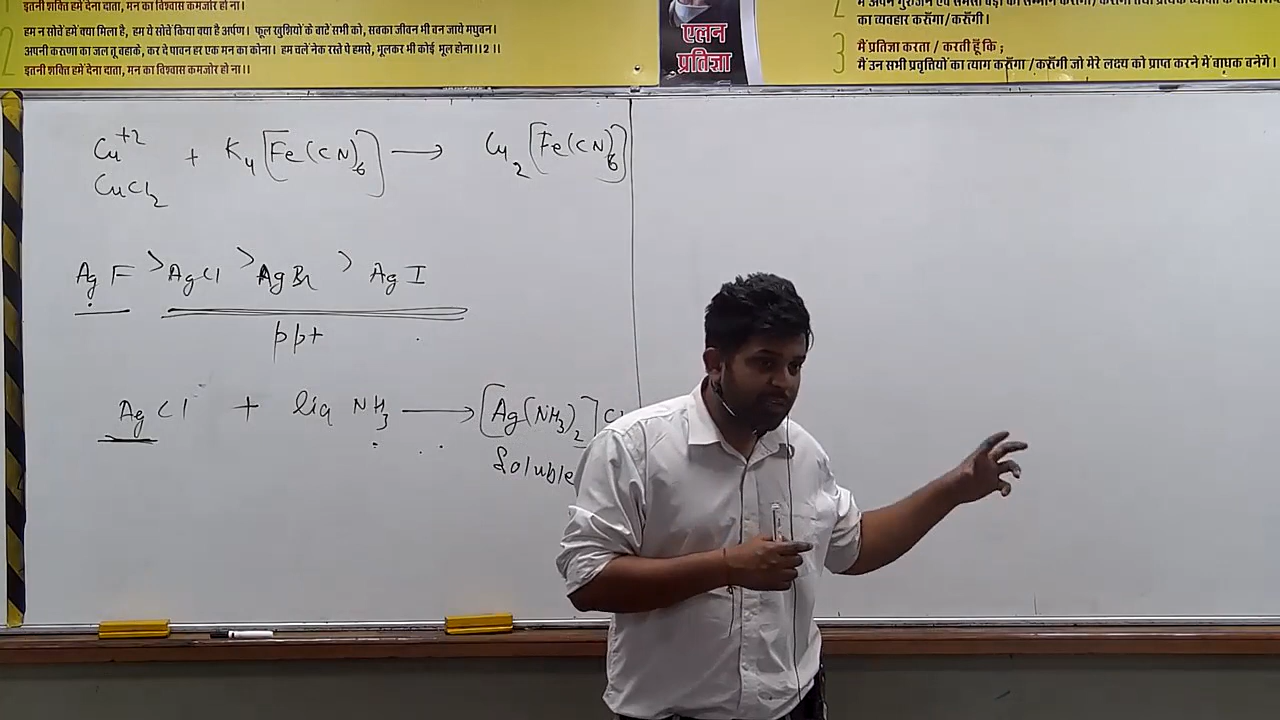 इतनी शक्ति हमें देना दाता, मन का विश्वास कमजोर हो ना।
हम न सोचें हमें क्या मिला है, हम ये सोचें किया क्या है अर्पण। फूल खुशियों के बाटें सभी को, सबका जीवन भी बन जाये मधुबन।
2 अपनी करुणा का जल तू बहाके, कर दे पावन हर एक मन का कोना। हम चलें नेक रस्ते पे हमसे, भूलकर भी कोई भूल होना।।2।।
इतनी शक्ति हमें देना दाता, मन का विश्वास कमजोर हो ना।।
एलन
प्रतिज्ञा
का व्यवहार करूँगा/करूँगी।
3 मैं प्रतिज्ञा करता / करती हूँ कि ;
मैं उन सभी प्रवृत्तियों का त्याग करूँगा /करूँगी जो मेरे लक्ष्य को प्राप्त करने में बाधक बनेंगे।
Cu+2 + K4[Fe(CN)6] ⟶ Cu2[Fe(CN)6]
CuCl2
AgF > AgCl > AgBr > AgI
ppt
AgCl + liq NH3 ⟶ [Ag(NH3)2]
Soluble